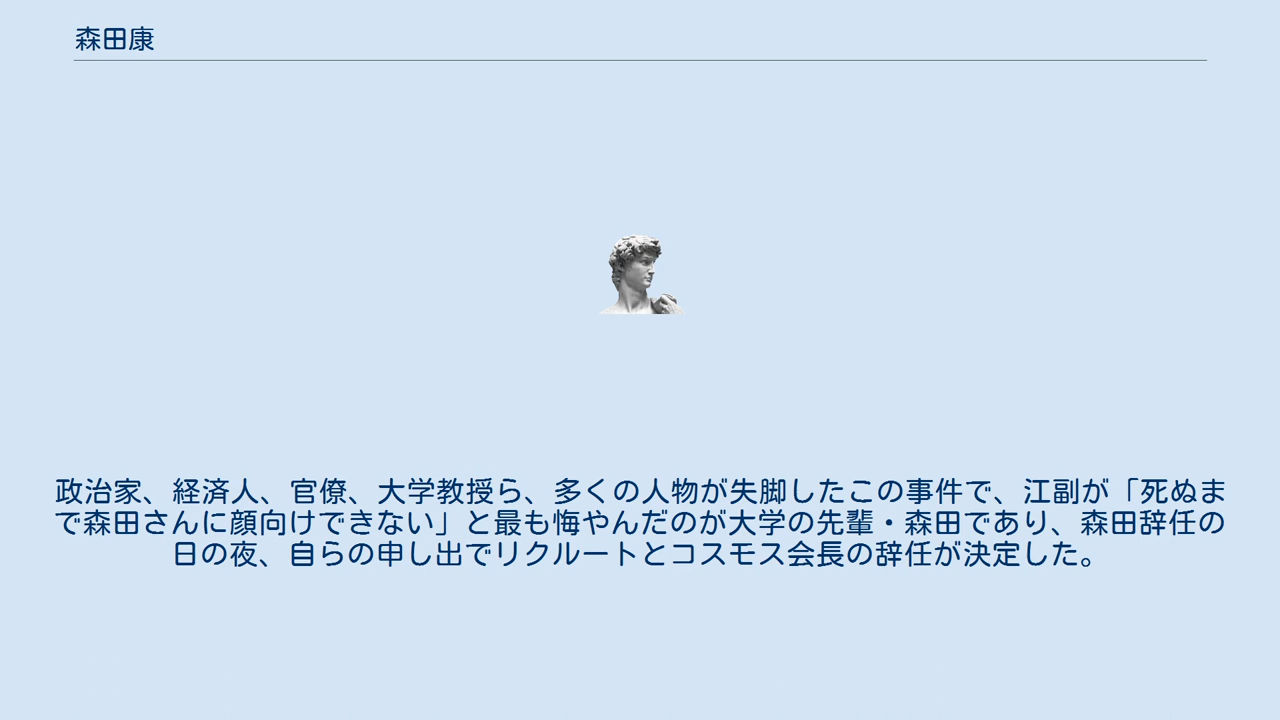 森田康
政治家、経済人、官僚、大学教授ら、多くの人物が失脚したこの事件で、江副が「死ぬま
で森田さんに顔向けできない」と最も悔やんだのが大学の先輩・森田であり、森田辞任の
日の夜、自らの申し出でリクルートとコスモス会長の辞任が決定した。